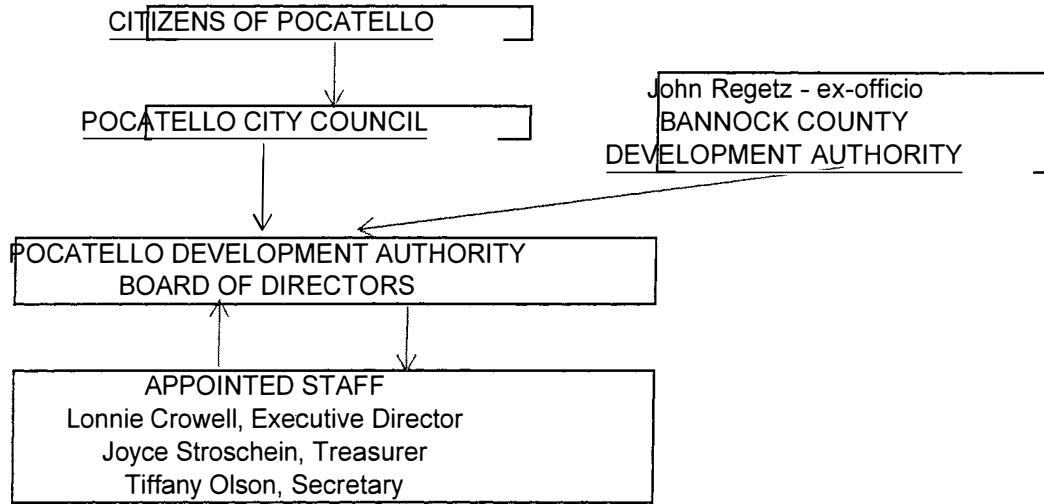 CITIZENS OF POCATELLO
POCATELLO CITY COUNCIL
John Regetz - ex-officio
BANNOCK COUNTY
DEVELOPMENT AUTHORITY
POCATELLO DEVELOPMENT AUTHORITY
BOARD OF DIRECTORS
APPOINTED STAFF
Lonnie Crowell, Executive Director
Joyce Stroschein, Treasurer
Tiffany Olson, Secretary